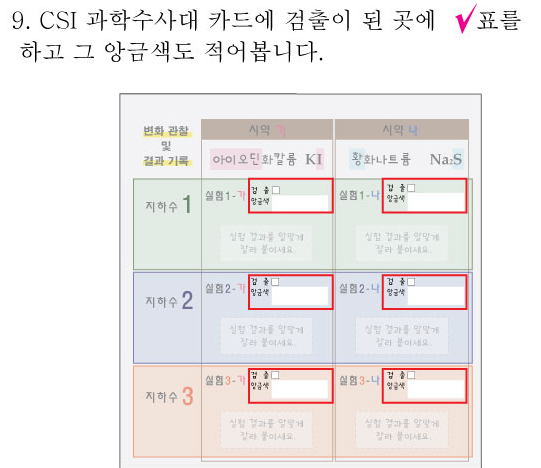 9. CSI 과학수사대 카드에 검출이 된 곳에 ✓표를
하고 그 앙금색도 적어봅니다.
변화 관찰
및
결과 기록
시약 가
시약 나
아이오딘화칼륨 KI
황화나트륨 Na₂S
지하수 1
실험1-가
검 출
앙금색
실험 결과를 알맞게
잘라 붙이세요.
실험1-나
검 출
앙금색
실험 결과를 알맞게
잘라 붙이세요.
지하수 2
실험2-가
검 출
앙금색
실험 결과를 알맞게
잘라 붙이세요.
실험2-나
검 출
앙금색
실험 결과를 알맞게
잘라 붙이세요.
지하수 3
실험3-가
검 출
앙금색
실험 결과를 알맞게
잘라 붙이세요.
실험3-나
검 출
앙금색
실험 결과를 알맞게
잘라 붙이세요.